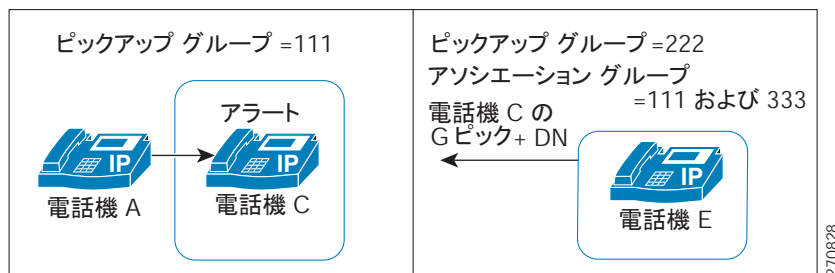 ピックアップ グループ =111
アラート
IP
IP
電話機 A
電話機 C
ピックアップ グループ =222
アソシエーション グループ
=111 および 333
電話機 C の
G ピック+ DN
IP
電話機 E
270828